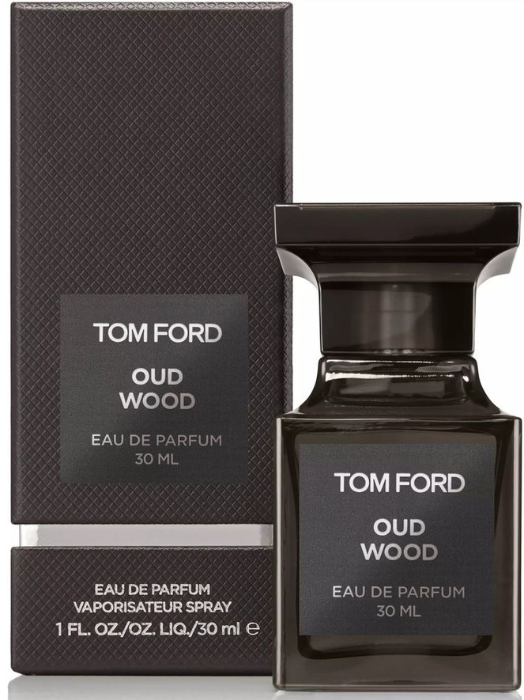 TOM FORD
OUD
WOOD
EAU DE PARFUM
30 ML
EAU DE PARFUM
VAPORISATEUR SPRAY
1 FL. OZ./OZ. LIQ./30 ml ℮
TOM FORD
OUD
WOOD
EAU DE PARFUM
30 ML